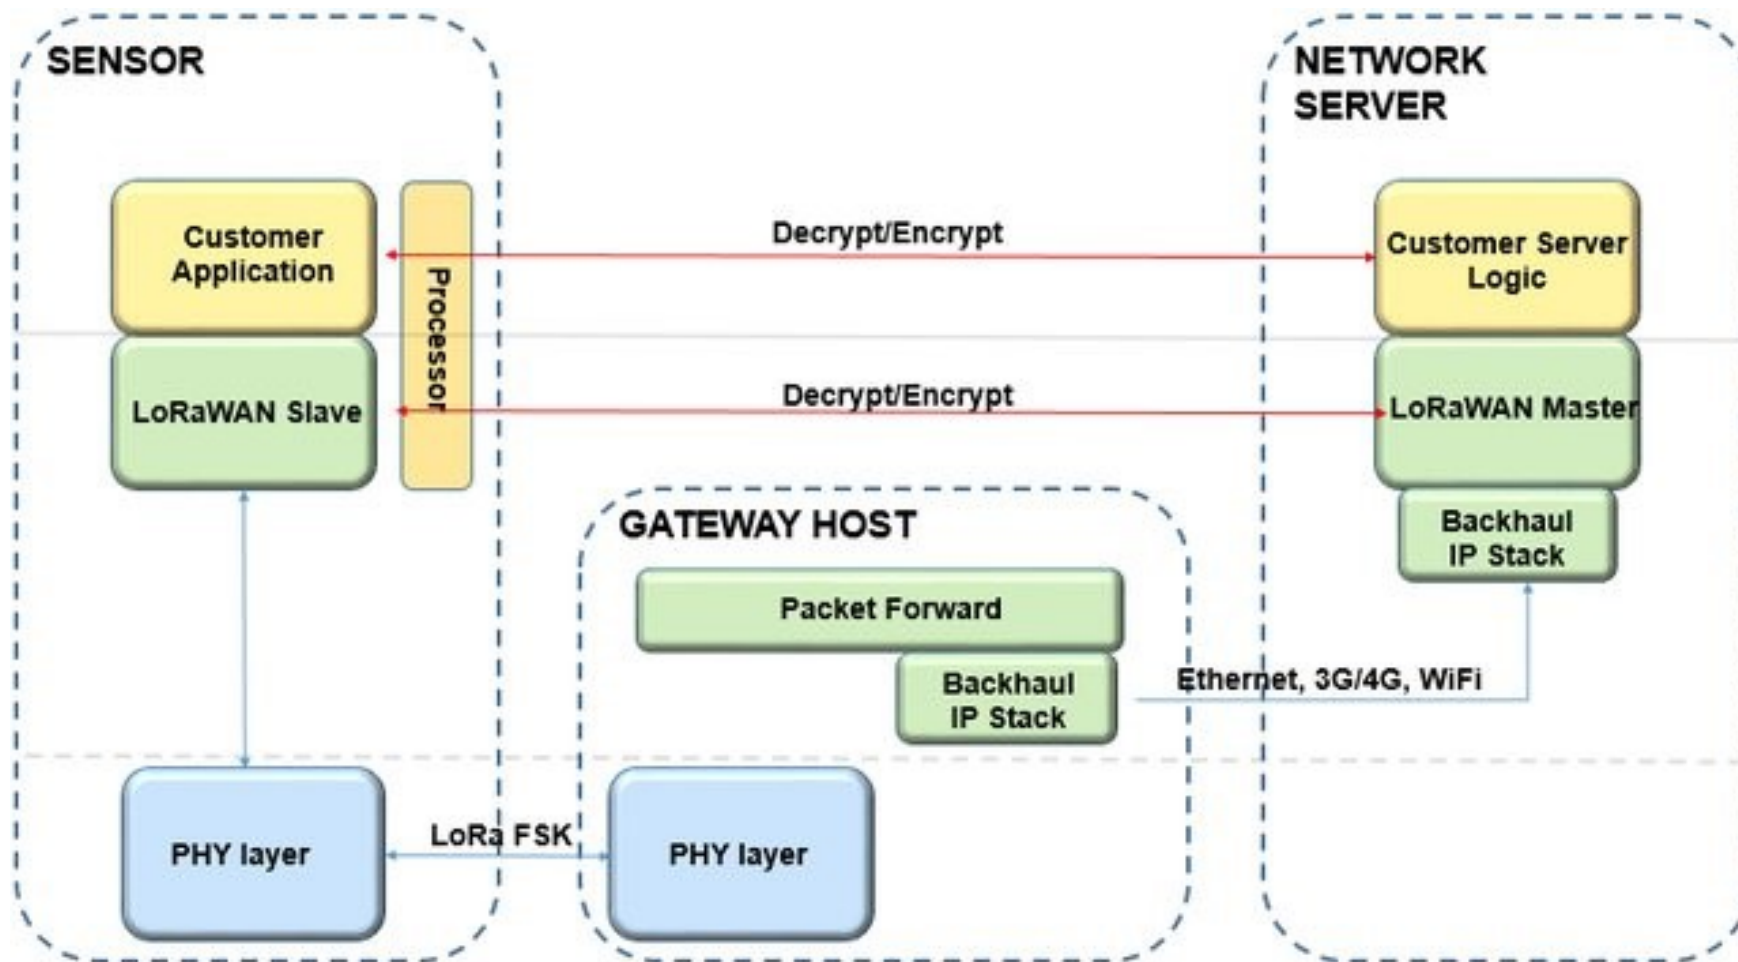 SENSOR
NETWORK
SERVER
Customer
Application
Processor
Decrypt/Encrypt
Customer Server
Logic
LoRaWAN Slave
Decrypt/Encrypt
LoRaWAN Master
GATEWAY HOST
Backhaul
IP Stack
Packet Forward
Backhaul
IP Stack
Ethernet, 3G/4G, WiFi
PHY layer
LoRa FSK
PHY layer